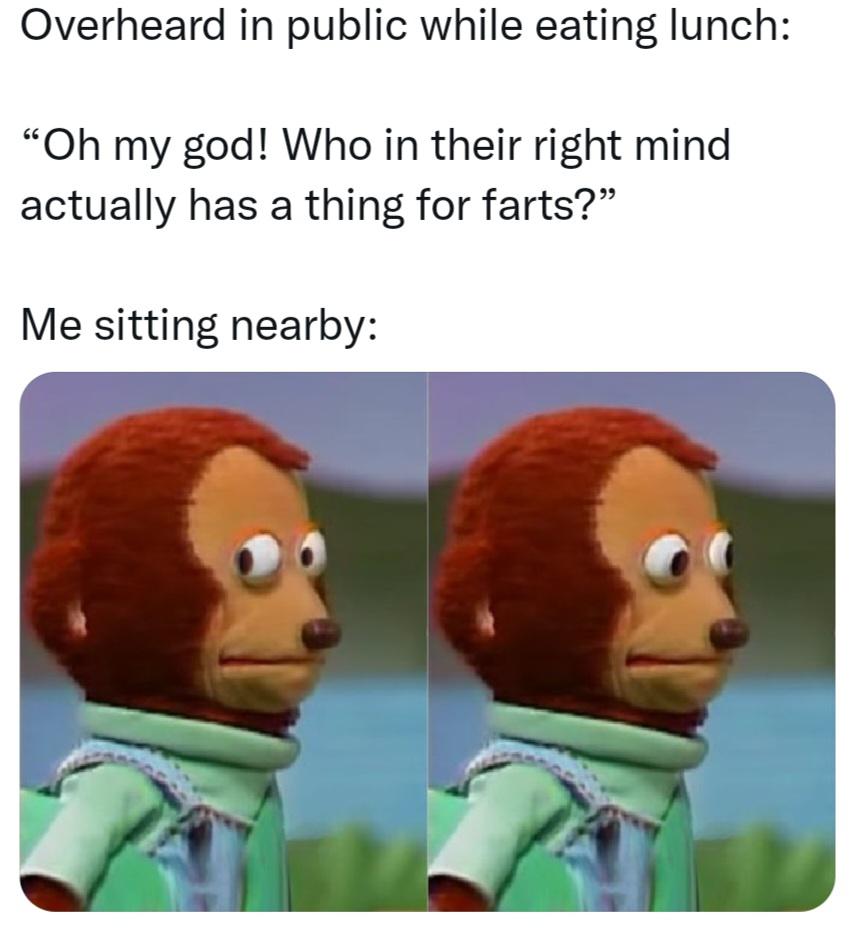 Overheard in public while eating lunch:
“Oh my god! Who in their right mind
actually has a thing for farts?”
Me sitting nearby: